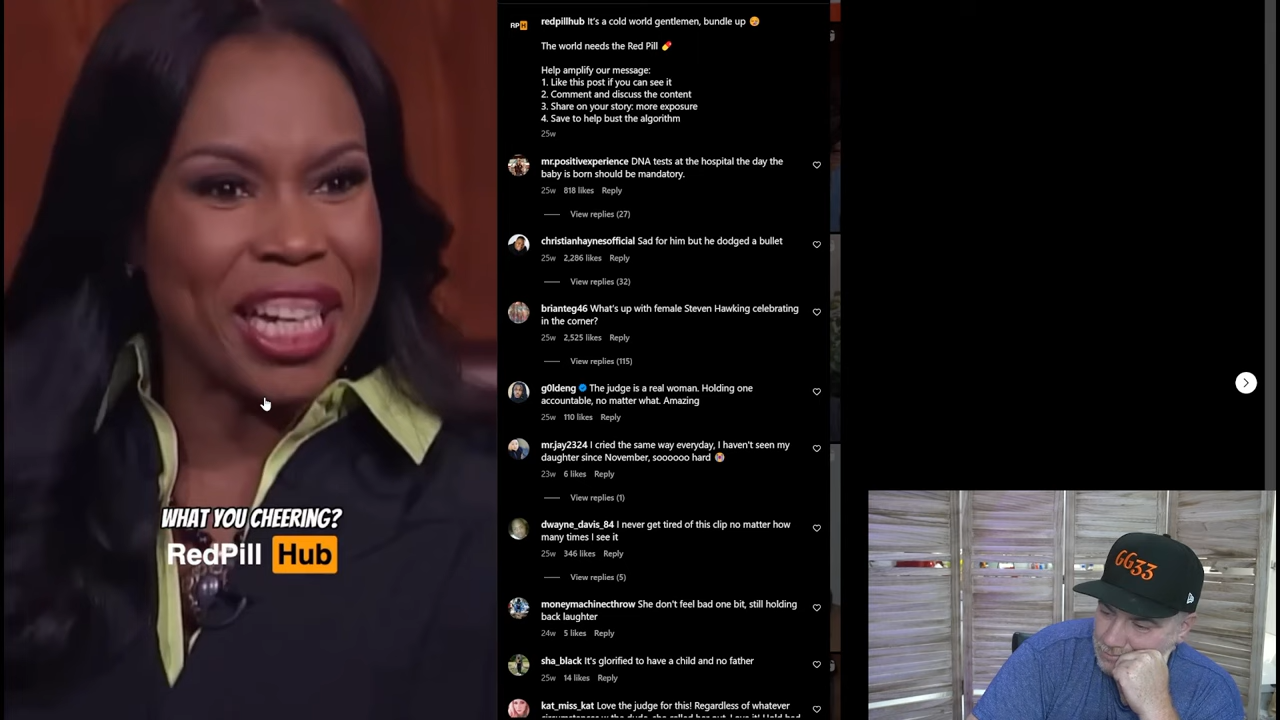 WHAT YOU CHEERING?
RedPill Hub
RP H
redpillhub It's a cold world gentlemen, bundle up 😏
The world needs the Red Pill 💊
Help amplify our message:
1. Like this post if you can see it
2. Comment and discuss the content
3. Share on your story: more exposure
4. Save to help bust the algorithm
25w
mr.positivexperience DNA tests at the hospital the day the
baby is born should be mandatory.
25w 818 likes Reply
View replies (27)
christianhaynesofficial Sad for him but he dodged a bullet
25w 2,286 likes Reply
View replies (32)
brianteg46 What's up with female Steven Hawking celebrating
in the corner?
25w 2,525 likes Reply
View replies (115)
g0ldeng The judge is a real woman. Holding one
accountable, no matter what. Amazing
25w 110 likes Reply
mr.jay2324 I cried the same way everyday, I haven't seen my
daughter since November, soooooo hard
23w 6 likes Reply
View replies (1)
dwayne_davis_84 I never get tired of this clip no matter how
many times I see it
25w 346 likes Reply
View replies (5)
moneymachinecthrow She don't feel bad one bit, still holding
back laughter
24w 5 likes Reply
sha_black It's glorified to have a child and no father
25w 14 likes Reply
kat_miss_kat Love the judge for this! Regardless of whatever
GG33